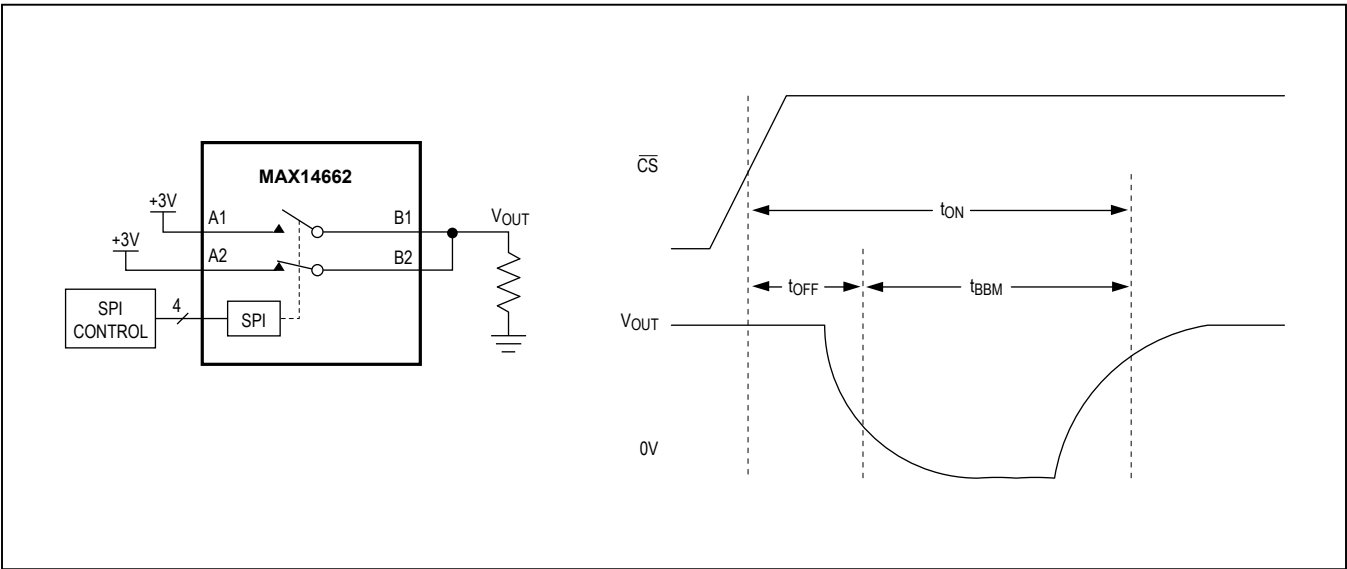 MAX14662
+3V
A1
B1
VOUT
+3V
A2
B2
SPI
CONTROL
4
SPI
CS
tON
tOFF
tBBM
VOUT
0V